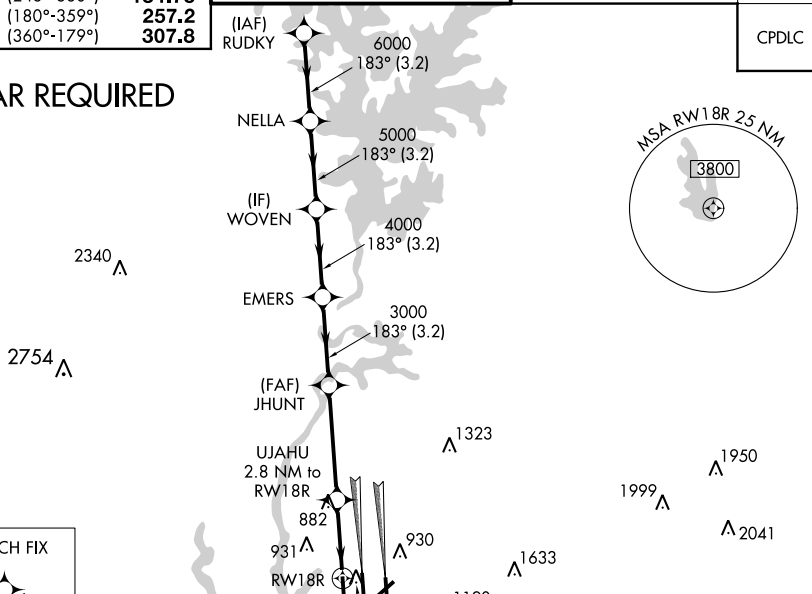 (180°-359°) 257.2
(360°-179°) 307.8
(IAF)
RUDKY
6000
183° (3.2)
CPDLC
AR REQUIRED
NELLA
5000
183° (3.2)
MSA RW18R 25 NM
3800
(IF)
WOVEN
4000
183° (3.2)
2340
EMERS
3000
183° (3.2)
2754
(FAF)
JHUNT
1323
UJAHU
2.8 NM to
RW18R
1950
1999
882
2041
931
930
CH FIX
1633
RW18R